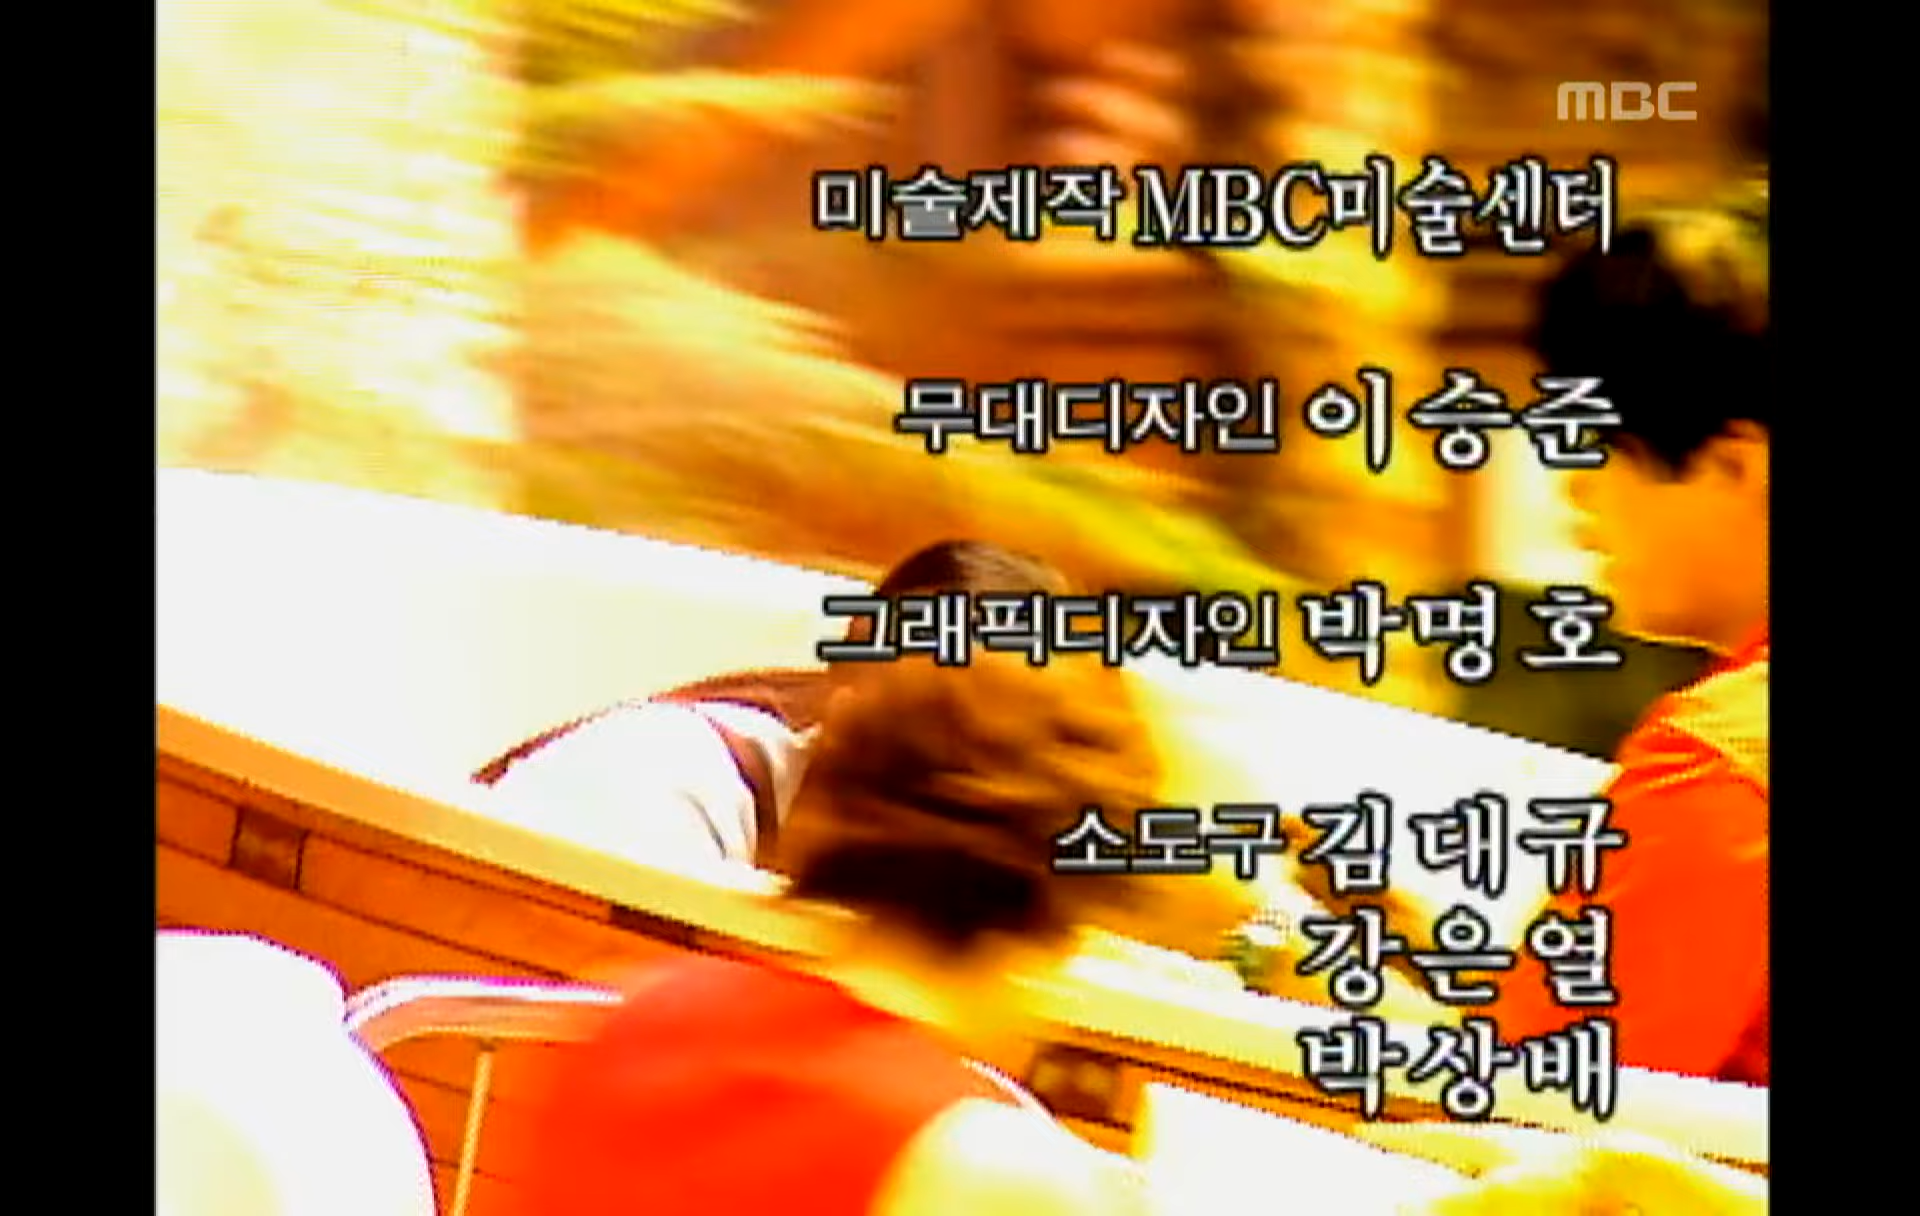 MBC
미술제작 MBC미술센터
무대디자인 이승준
그래픽디자인 박명호
소도구 김대규
강은열
박상배